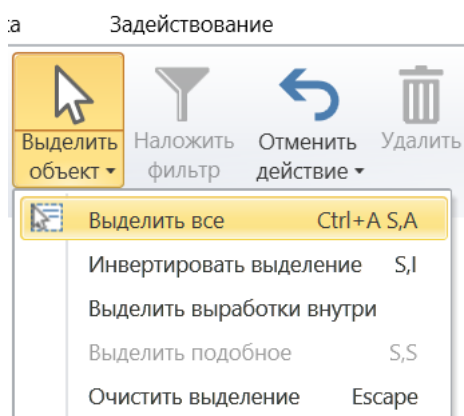 ка Задействование
Выделить объект
Наложить фильтр
Отменить действие
Удалить
Выделить все Ctrl+A S,A
Инвертировать выделение S,I
Выделить выработки внутри
Выделить подобное S,S
Очистить выделение Escape